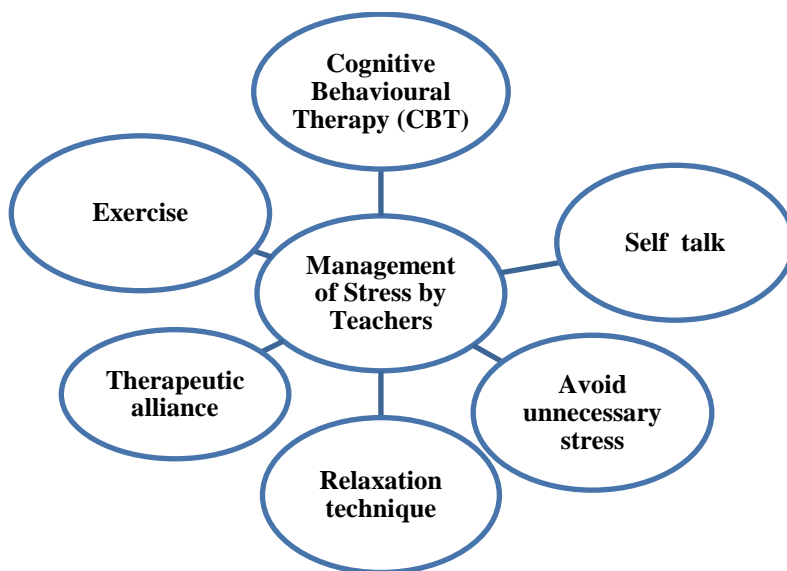 Cognitive
Behavioural
Therapy (CBT)
Exercise
Self talk
Management
of Stress by
Teachers
Therapeutic
alliance
Avoid
unnecessary
stress
Relaxation
technique